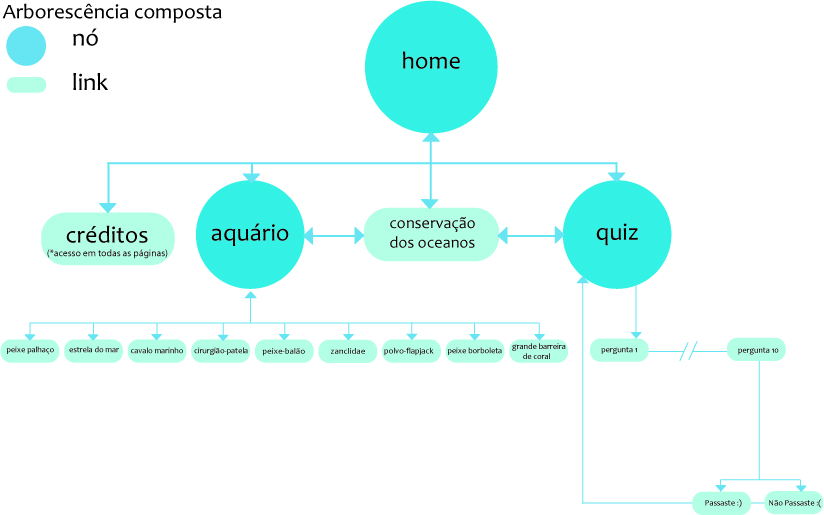 Arborescência composta
nó
link
home
créditos
(*acesso em todas as páginas)
aquário
conservação
dos oceanos
quiz
peixe palhaço
estrela do mar
cavalo marinho
cirurgião-patela
peixe-balão
zanclidae
polvo-flapjack
peixe borboleta
grande barreira
de coral
pergunta 1
pergunta 10
Passaste :)
Não Passaste :(